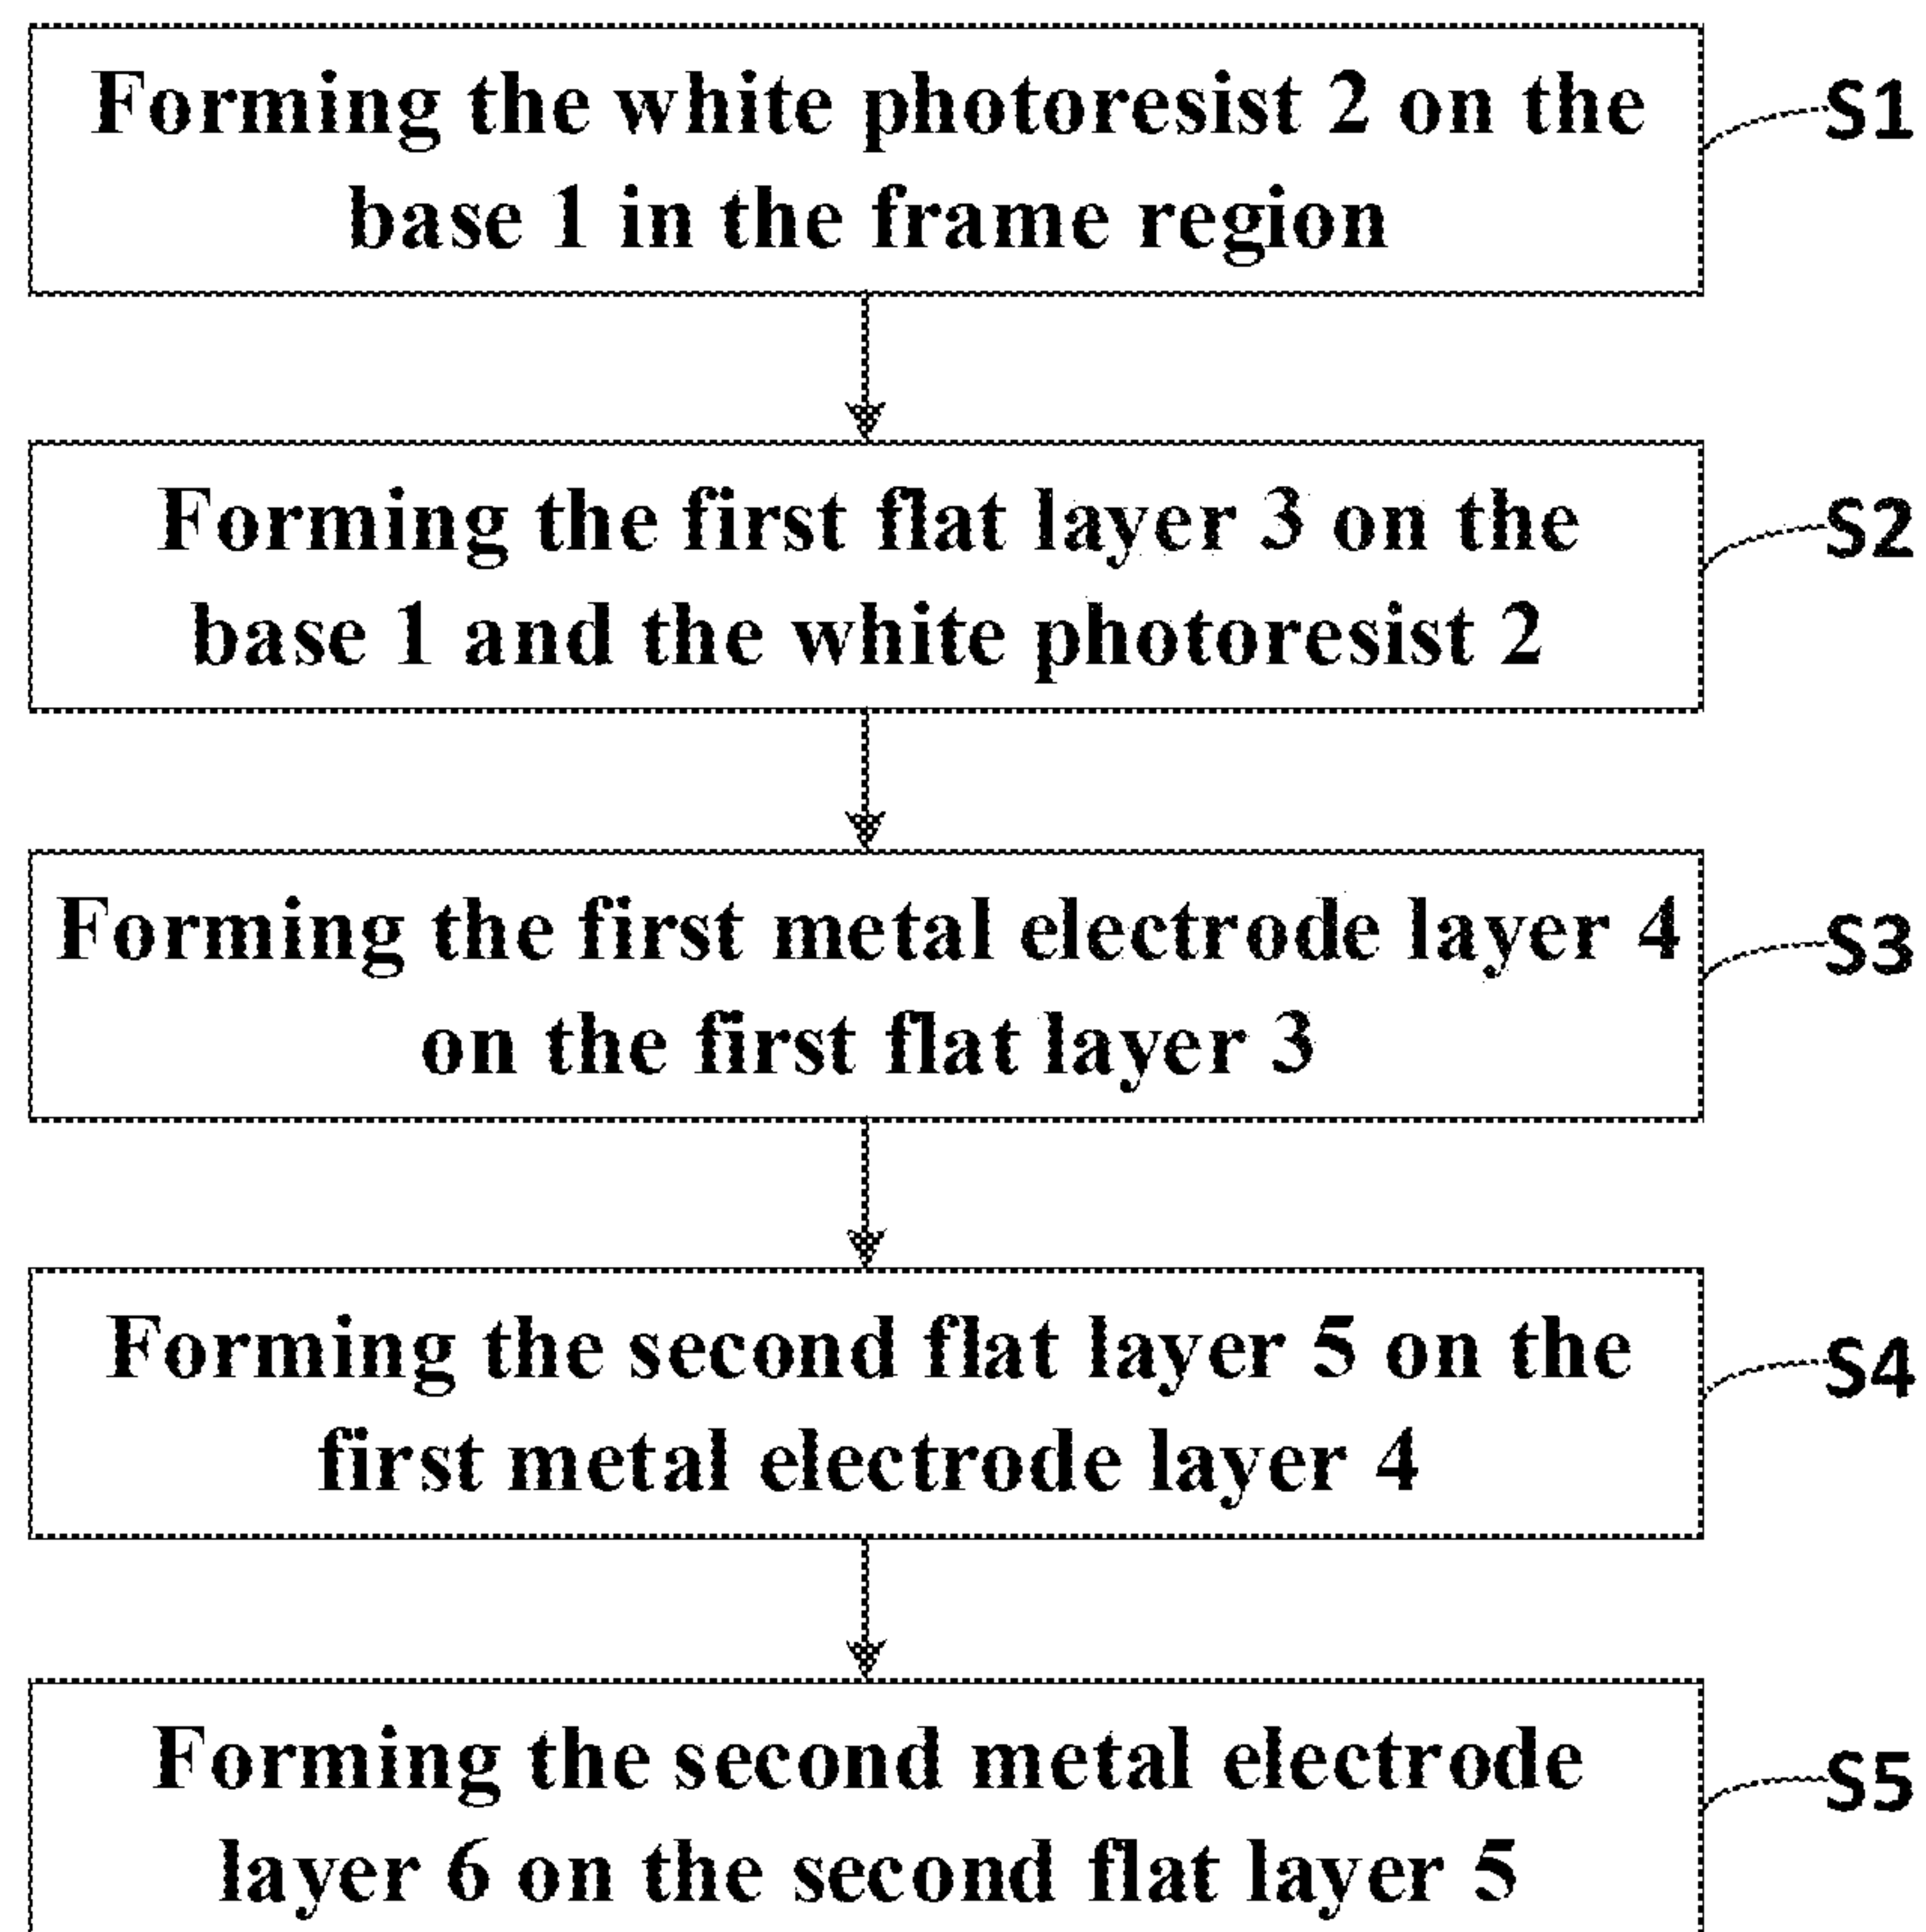 Forming the white photoresist 2 on the
base 1 in the frame region
S1
Forming the first flat layer 3 on the
base 1 and the white photoresist 2
S2
Forming the first metal electrode layer 4
on the first flat layer 3
S3
Forming the second flat layer 5 on the
first metal electrode layer 4
S4
Forming the second metal electrode
layer 6 on the second flat layer 5
S5